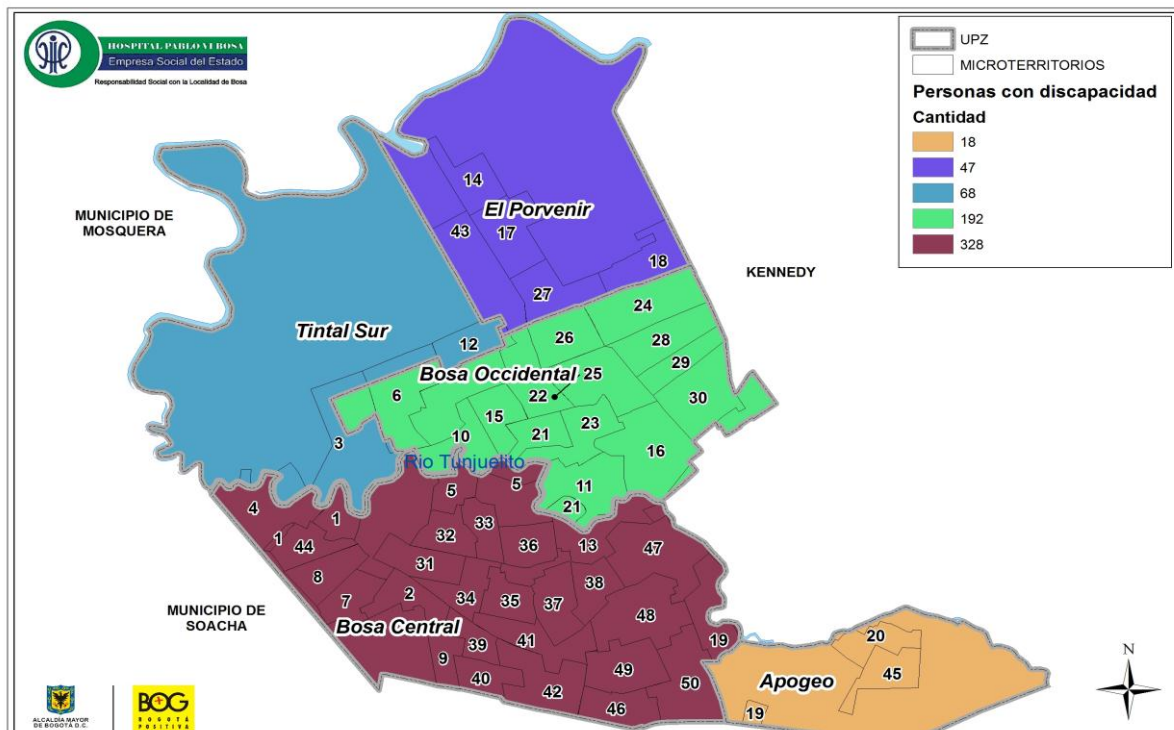 HOSPITAL PABLO VI BOSA
Empresa Social del Estado
Responsabilidad Social con la Localidad de Bosa
UPZ
MICROTERRITORIOS
Personas con discapacidad
Cantidad
18
47
68
192
328
MUNICIPIO DE
MOSQUERA
KENNEDY
MUNICIPIO DE
SOACHA
14
El Porvenir
43
17
18
27
Tintal Sur
12
3
24
26
28
Bosa Occidental
25
29
6
22
30
15
23
10
21
16
11
21
Rio Tunjuelito
5
5
4
1
1
33
32
36
13
47
44
31
38
8
2
34
35
37
7
48
Bosa Central
39
41
19
9
40
49
50
42
46
20
45
Apogeo
19
N
ALCALDÍA MAYOR
DE BOGOTÁ D.C.
BOG
BOGOTÁ
POSITIVA